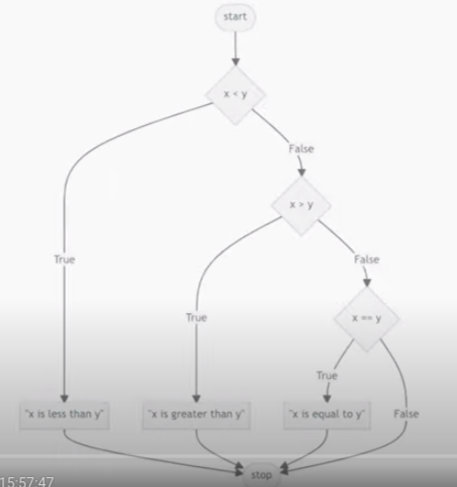 start
x < y
False
x > y
True
False
True
x == y
True
"x is less than y"
"x is greater than y"
"x is equal to y"
False
stop
15:57:47